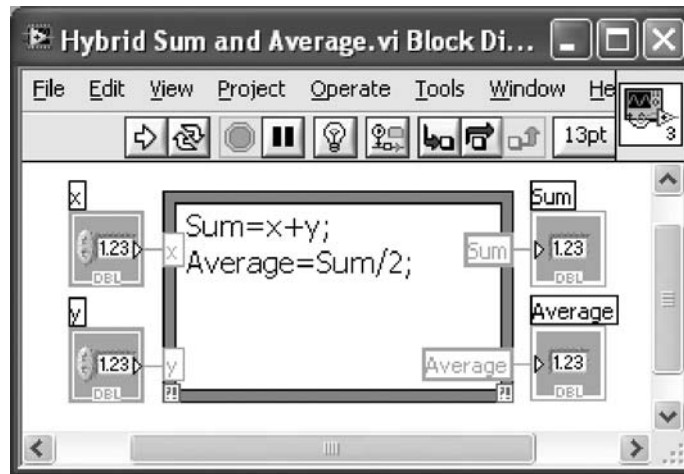 Hybrid Sum and Average.vi Block Di...
File Edit View Project Operate Tools Window He
13pt
3
x
1.23
DBL
x
Sum=x+y;
Average=Sum/2;
Sum
Sum
1.23
DBL
y
1.23
DBL
y
Average
Average
1.23
DBL
?!
?!